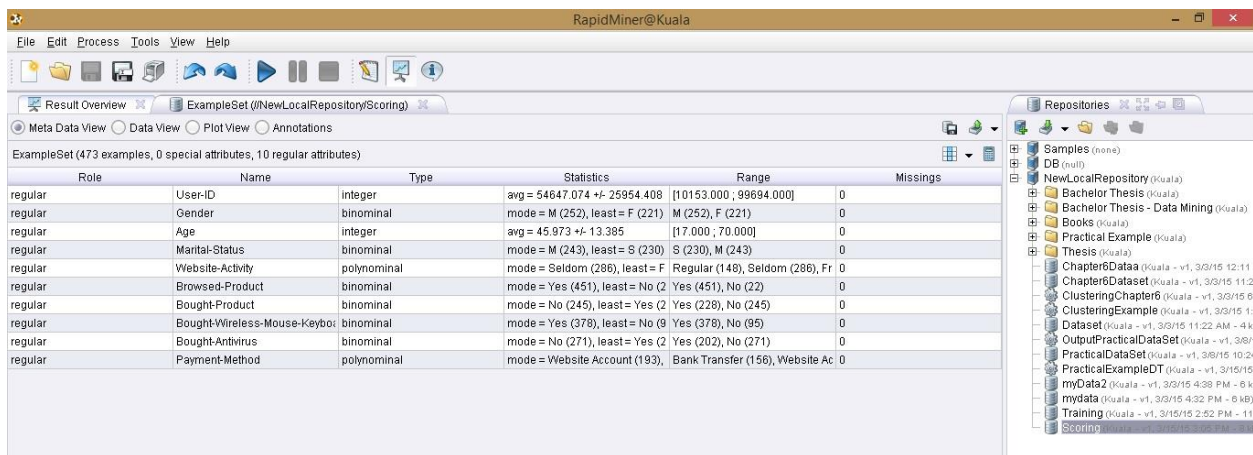 RapidMiner@Kuala
File Edit Process Tools View Help
Result Overview ExampleSet (//NewLocalRepository/Scoring)
Meta Data View Data View Plot View Annotations
ExampleSet (473 examples, 0 special attributes, 10 regular attributes)
Role Name Type Statistics Range Missings
regular User-ID integer avg = 54647.074 +/- 25954.408 [10153.000 ; 99694.000] 0
regular Gender binominal mode = M (252), least = F (221) M (252), F (221) 0
regular Age integer avg = 45.973 +/- 13.385 [17.000 ; 70.000] 0
regular Marital-Status binominal mode = M (243), least = S (230) S (230), M (243) 0
regular Website-Activity polynominal mode = Seldom (286), least = F Regular (148), Seldom (286), Fr 0
regular Browsed-Product binominal mode = Yes (451), least = No (2 Yes (451), No (22) 0
regular Bought-Product binominal mode = No (245), least = Yes (2 Yes (228), No (245) 0
regular Bought-Wireless-Mouse-Keyboa binominal mode = Yes (378), least = No (9 Yes (378), No (95) 0
regular Bought-Antivirus binominal mode = No (271), least = Yes (2 Yes (202), No (271) 0
regular Payment-Method polynominal mode = Website Account (193), Bank Transfer (156), Website Ac 0
Repositories
Samples (none)
DB (null)
NewLocalRepository (Kuala)
Bachelor Thesis (Kuala)
Bachelor Thesis - Data Mining (Kuala)
Books (Kuala)
Practical Example (Kuala)
Thesis (Kuala)
Chapter6Dataa (Kuala - v1, 3/3/15 12:11
Chapter6Dataset (Kuala - v1, 3/3/15 11:2
ClusteringChapter6 (Kuala - v1, 3/3/15 6
ClusteringExample (Kuala - v1, 3/3/15 1:
Dataset (Kuala - v1, 3/3/15 11:22 AM - 4 k
OutputPracticalDataSet (Kuala - v1, 3/8/
PracticalDataSet (Kuala - v1, 3/8/15 10:24
PracticalExampleDT (Kuala - v1, 3/15/15
myData2 (Kuala - v1, 3/3/15 4:38 PM - 6 k
mydata (Kuala - v1, 3/3/15 4:32 PM - 6 kB)
Training (Kuala - v1, 3/15/15 2:52 PM - 11
Scoring